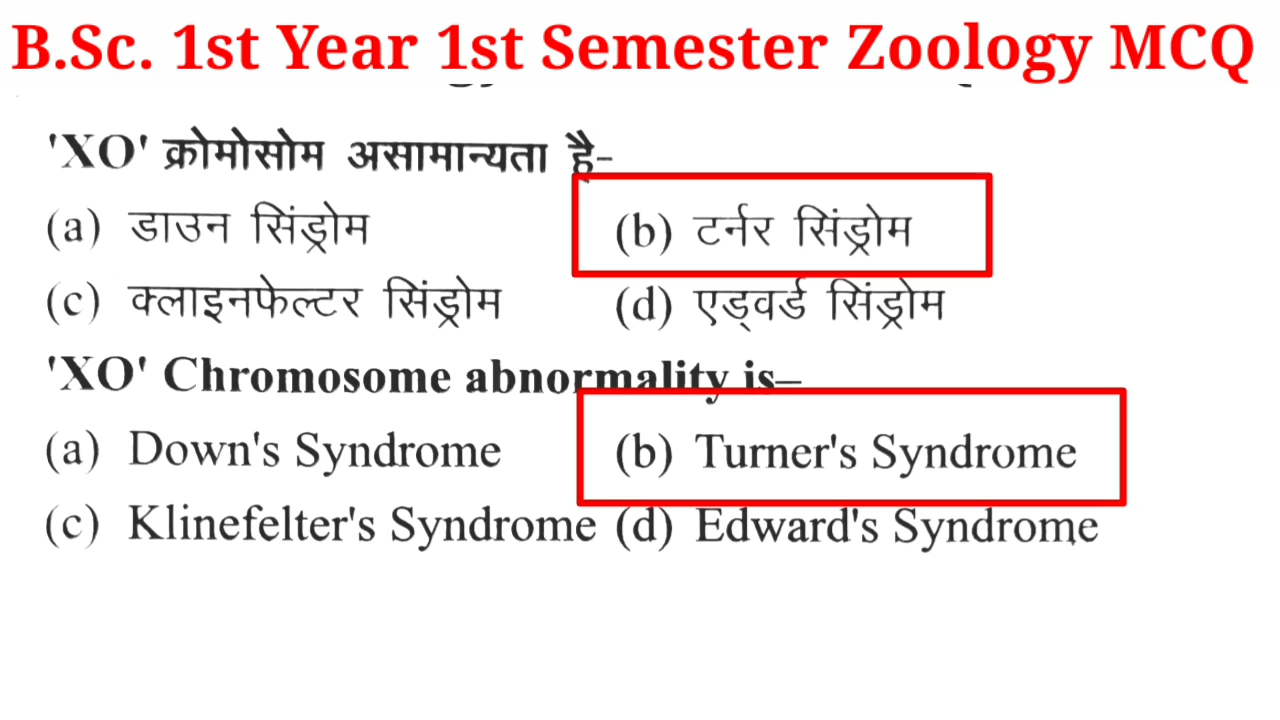 B.Sc. 1st Year 1st Semester Zoology MCQ
'XO' क्रोमोसोम असामान्यता है-
(a) डाउन सिंड्रोम (b) टर्नर सिंड्रोम
(c) क्लाइनफेल्टर सिंड्रोम (d) एड्वर्ड सिंड्रोम
'XO' Chromosome abnormality is–
(a) Down's Syndrome (b) Turner's Syndrome
(c) Klinefelter's Syndrome (d) Edward's Syndrome